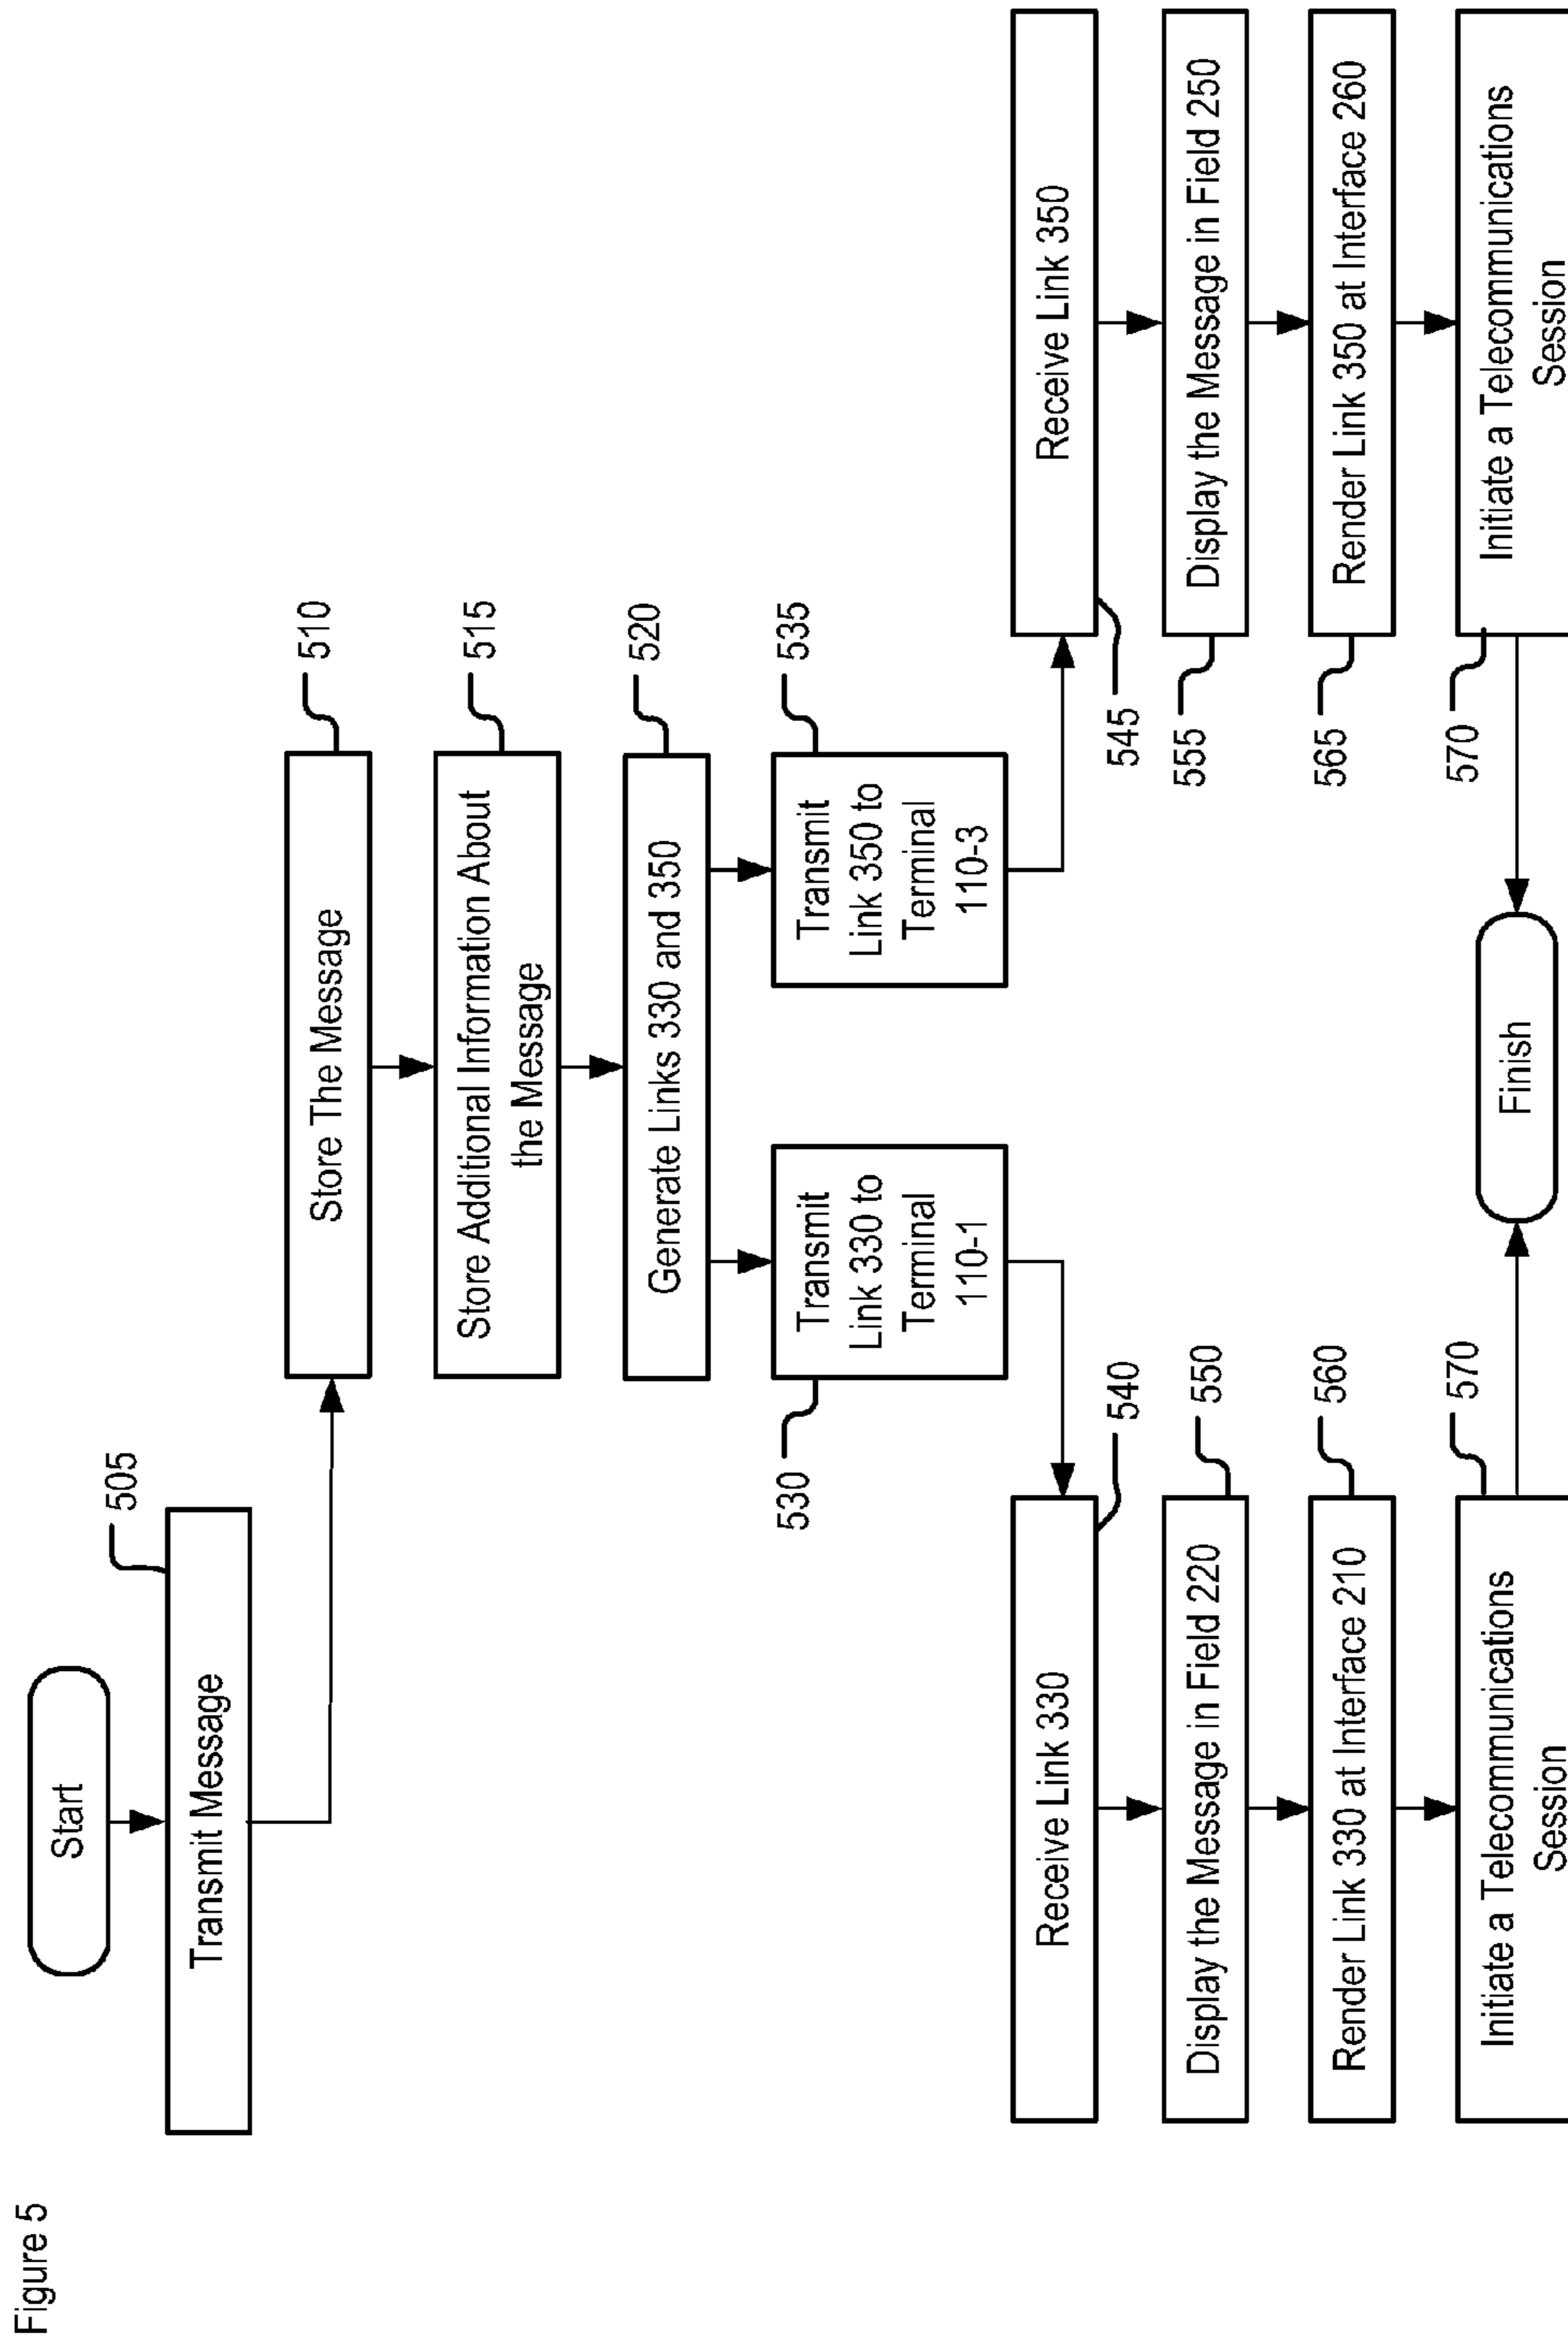 Figure 5
Start
505
Transmit Message
510
Store The Message
515
Store Additional Information About
the Message
520
Generate Links 330 and 350
530
Transmit
Link 330 to
Terminal
110-1
535
Transmit
Link 350 to
Terminal
110-3
540
Receive Link 330
545
Receive Link 350
550
Display the Message in Field 220
555
Display the Message in Field 250
560
Render Link 330 at Interface 210
565
Render Link 350 at Interface 260
570
Initiate a Telecommunications
Session
570
Initiate a Telecommunications
Session
Finish